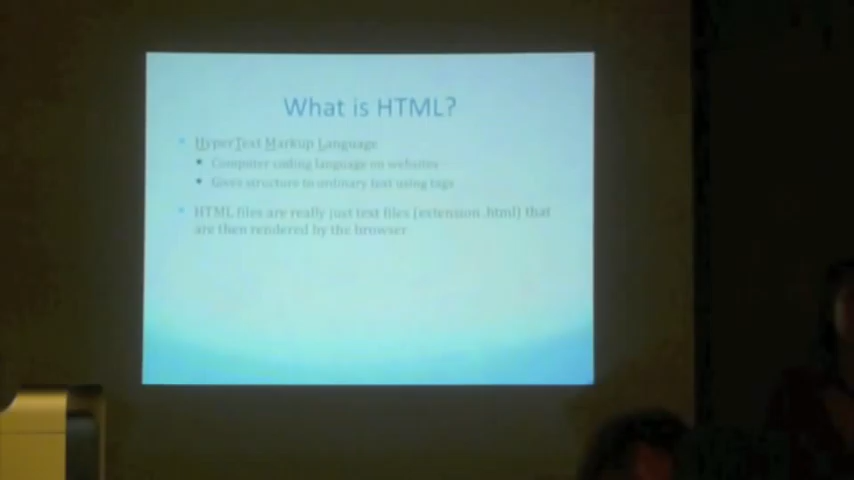 What is HTML?
HyperText Markup Language
Computer coding language on websites
Gives structure to ordinary text using tags
HTML files are really just text files (extension .html) that
are then rendered by the browser